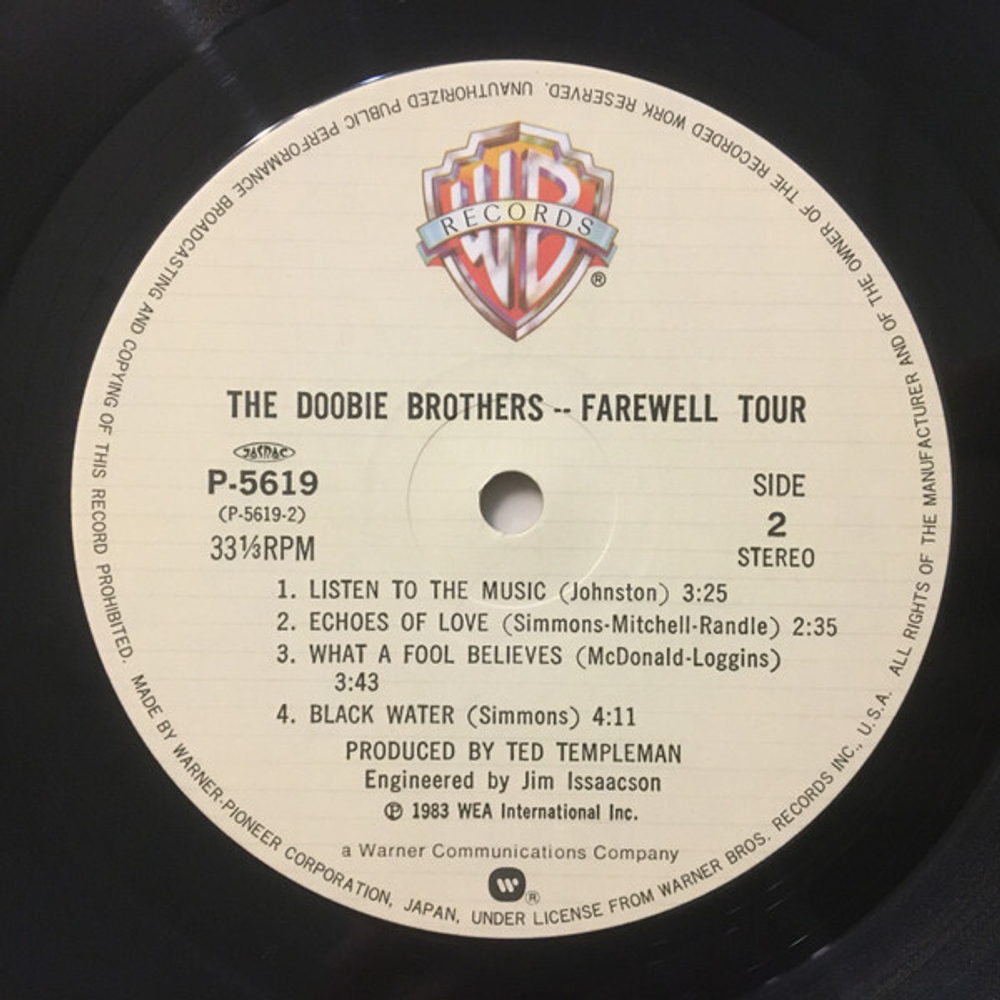 WB
RECORDS
®
THE DOOBIE BROTHERS -- FAREWELL TOUR
JASRAC
P-5619
(P-5619-2)
33⅓RPM
SIDE
2
STEREO
1. LISTEN TO THE MUSIC (Johnston) 3:25
2. ECHOES OF LOVE (Simmons-Mitchell-Randle) 2:35
3. WHAT A FOOL BELIEVES (McDonald-Loggins)
3:43
4. BLACK WATER (Simmons) 4:11
PRODUCED BY TED TEMPLEMAN
Engineered by Jim Issaacson
℗ 1983 WEA International Inc.
a Warner Communications Company
W ®
ALL RIGHTS OF THE MANUFACTURER AND OF THE OWNER OF THE RECORDED WORK RESERVED. UNAUTHORIZED PUBLIC PERFORMANCE BROADCASTING AND COPYING OF THIS RECORD PROHIBITED. MADE BY WARNER-PIONEER CORPORATION, JAPAN, UNDER LICENSE FROM WARNER BROS. RECORDS INC., U.S.A.